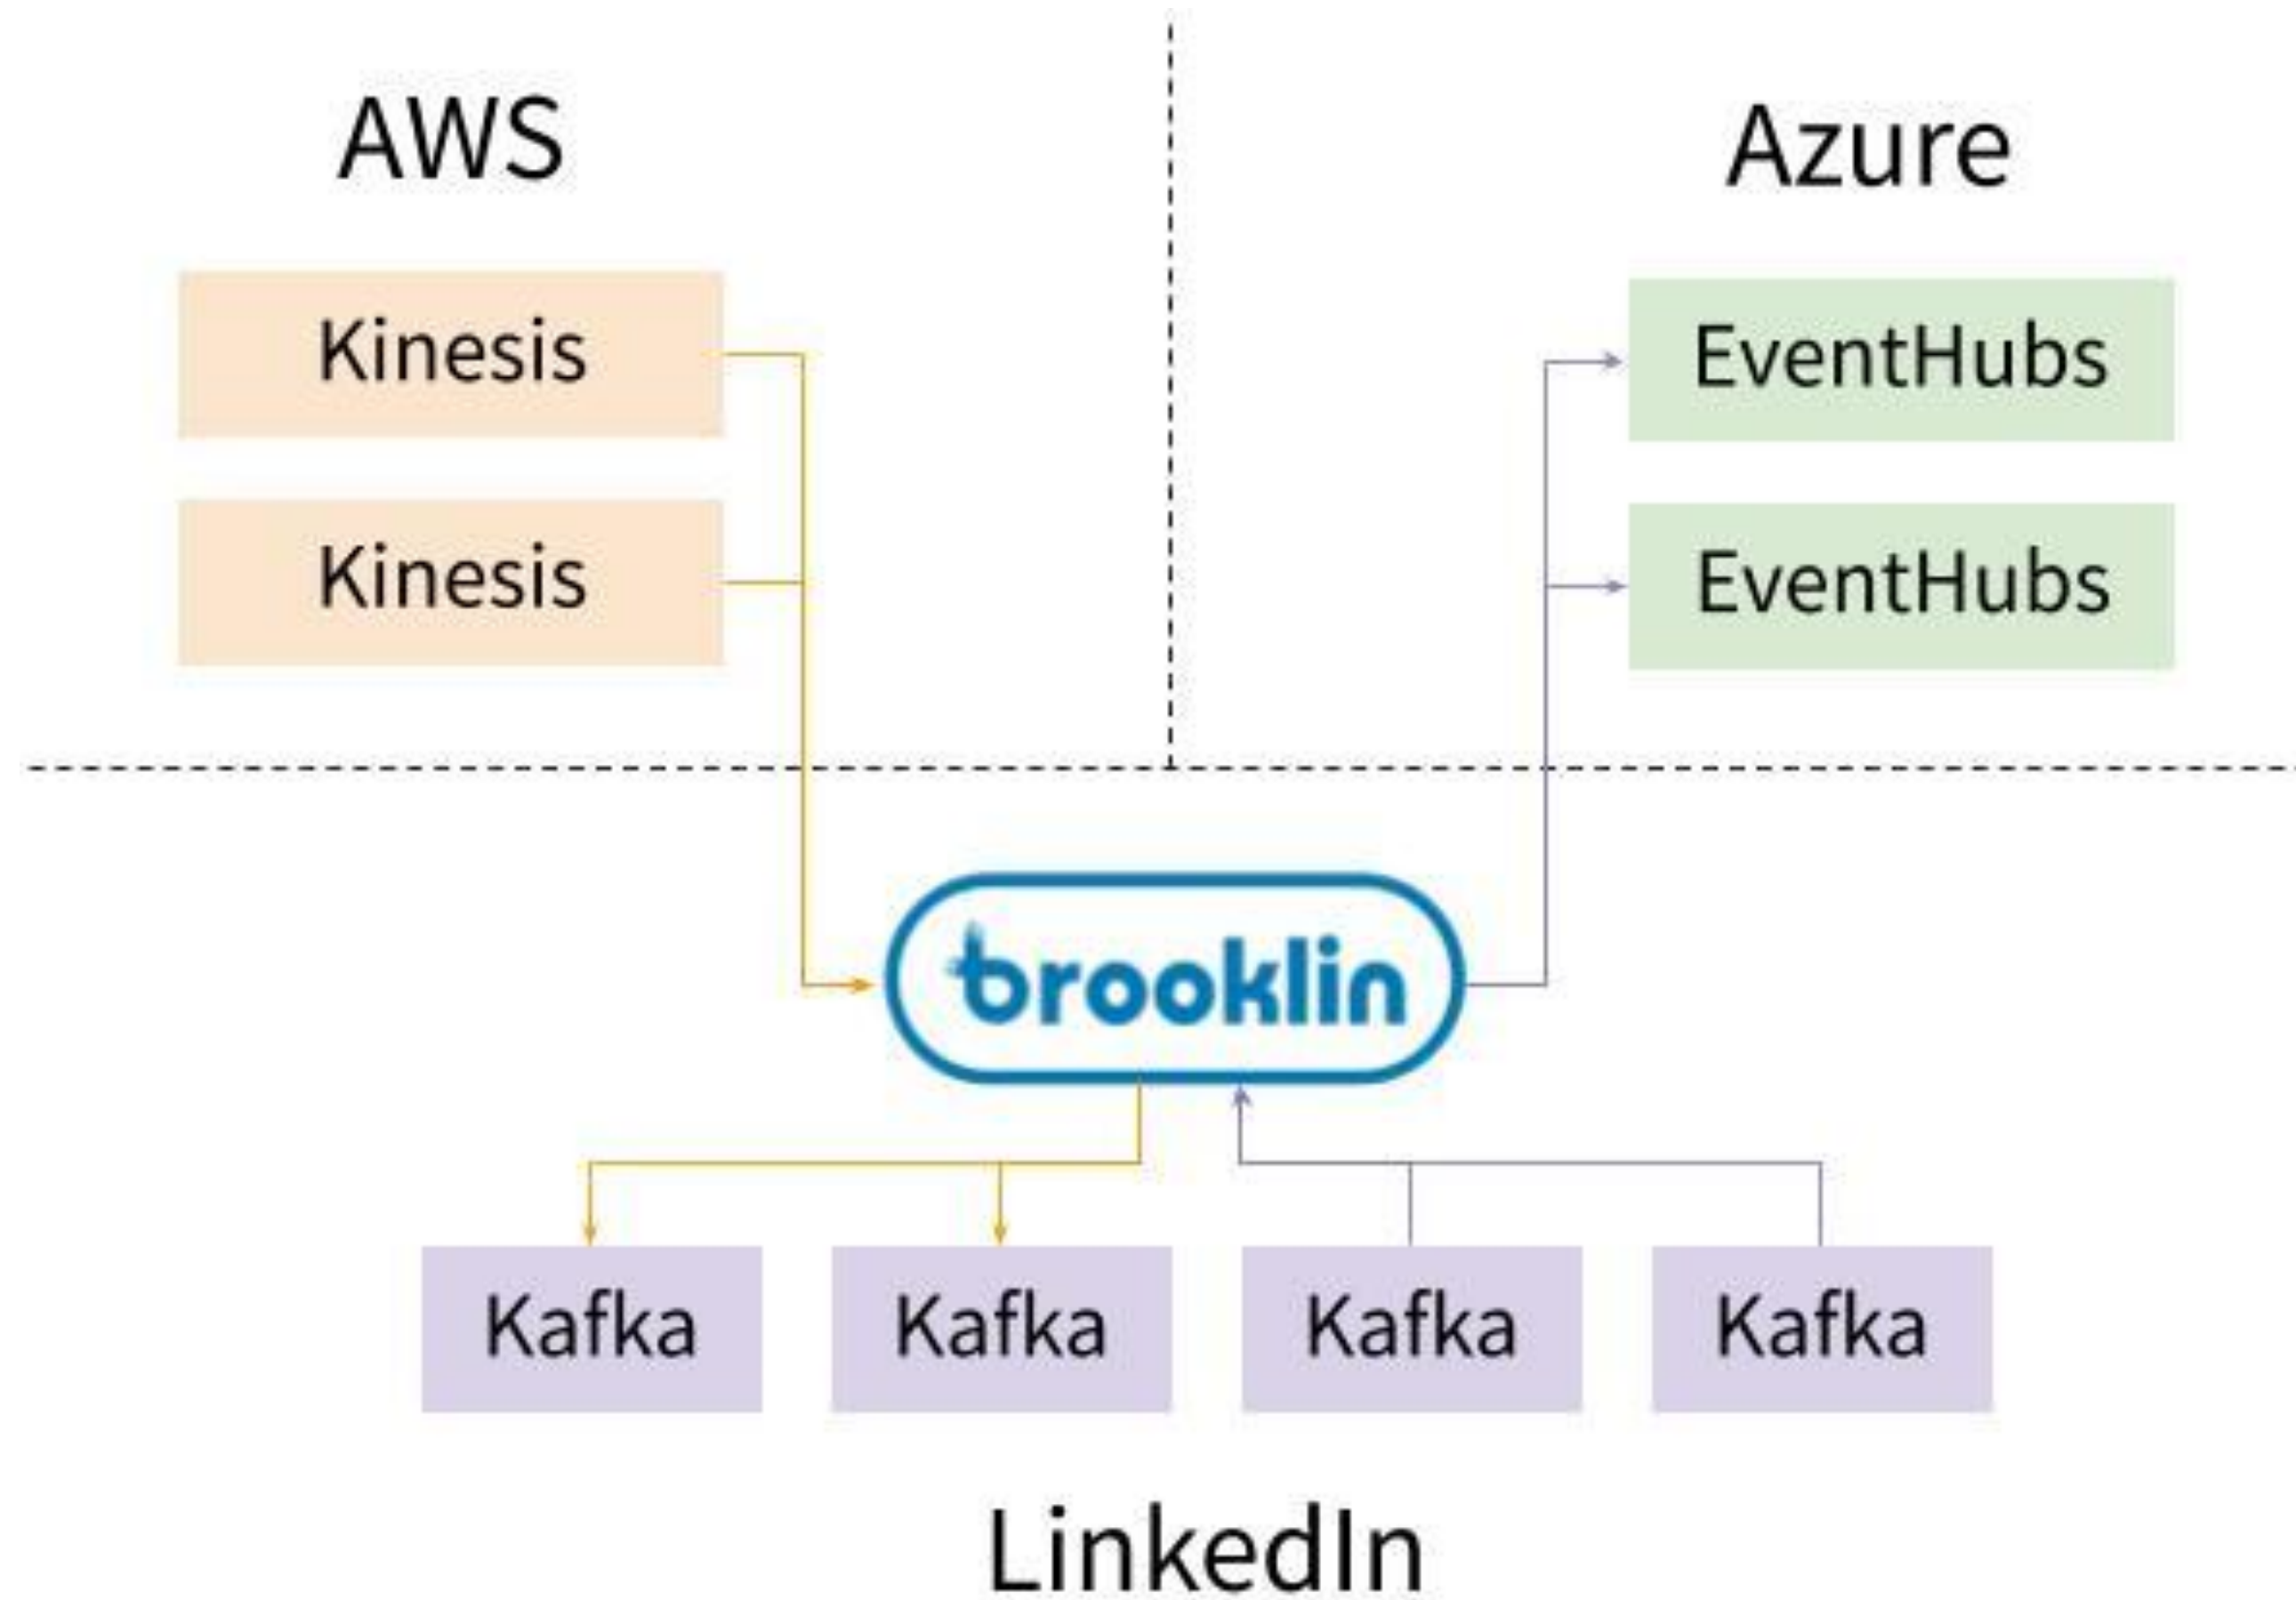 AWS
Azure
Kinesis
EventHubs
Kinesis
EventHubs
brooklin
Kafka
Kafka
Kafka
Kafka
LinkedIn